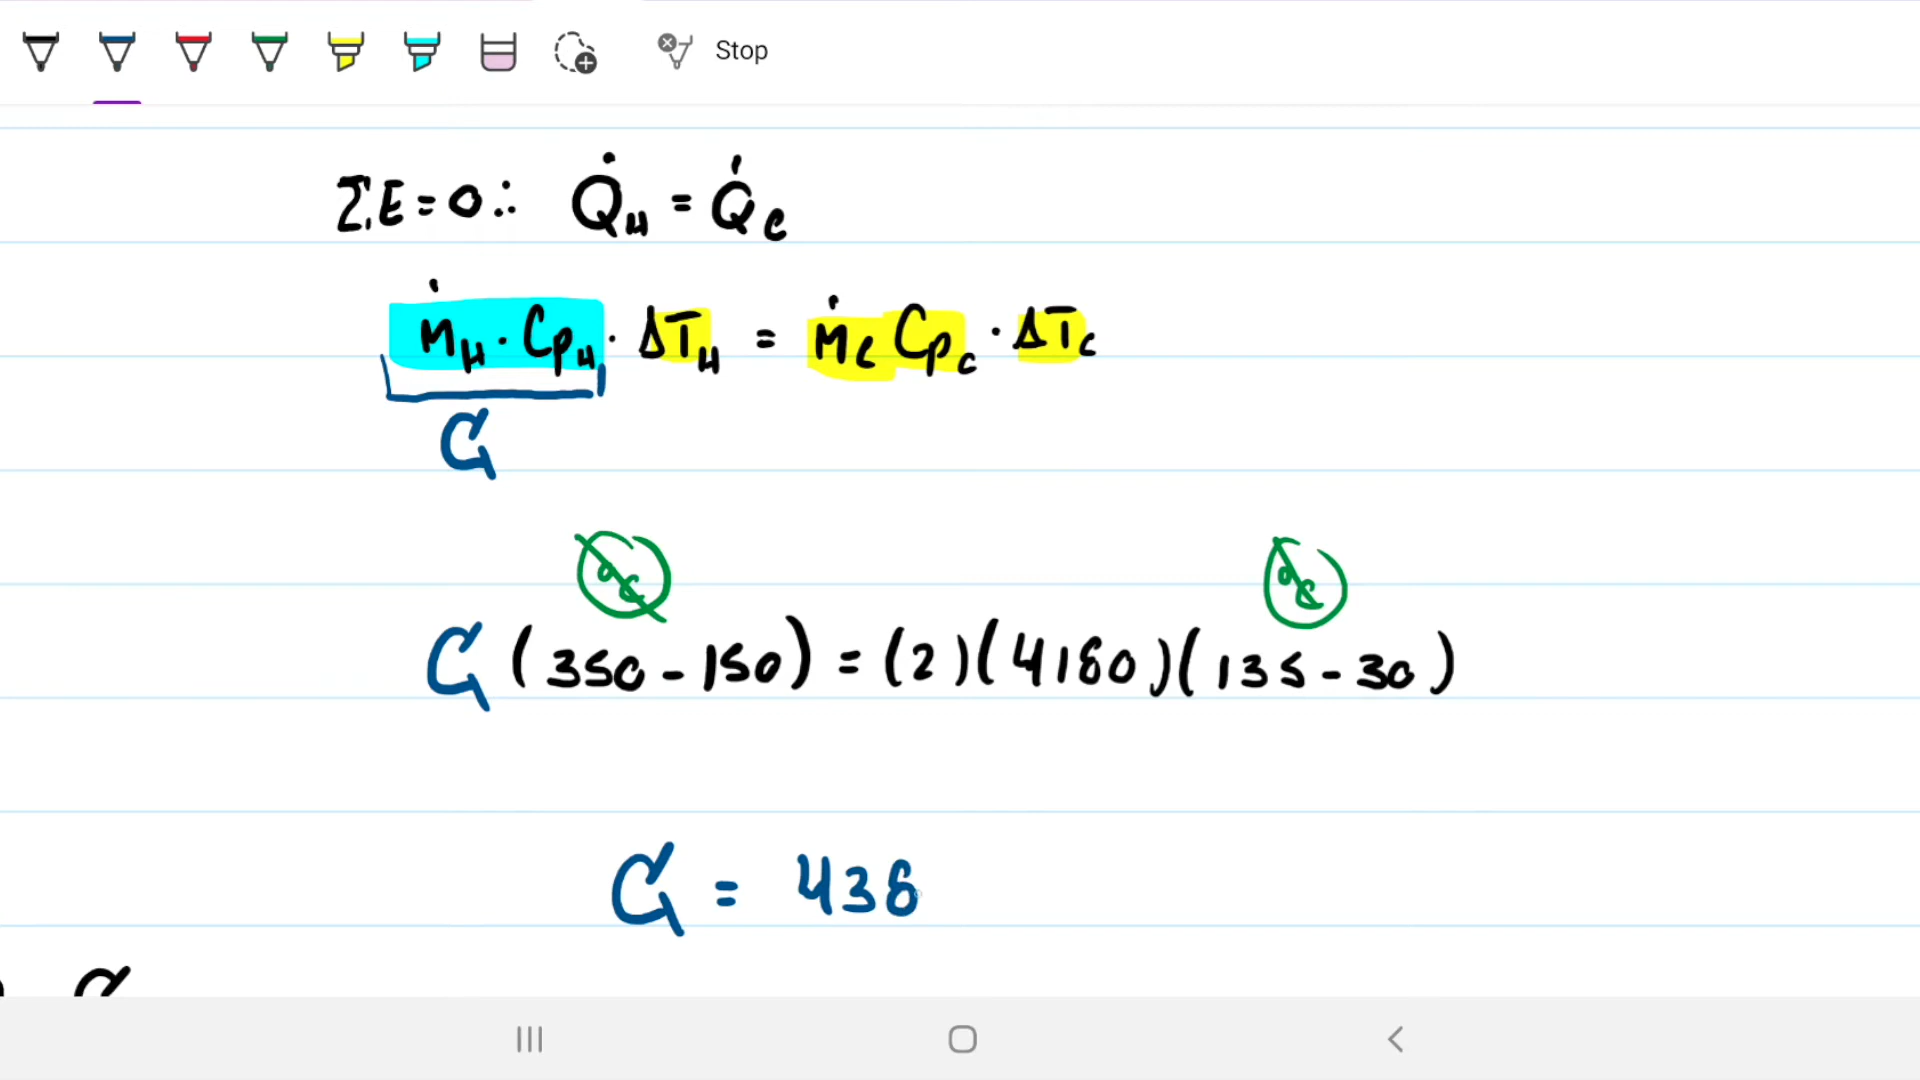 Stop
ΣE = 0 ∴ Q̇H = Q̇C
ṁH · CpH · ΔTH = ṁC CpC · ΔTC
C
°C °C
C (350 - 150) = (2)(4180)(135 - 30)
C = 438